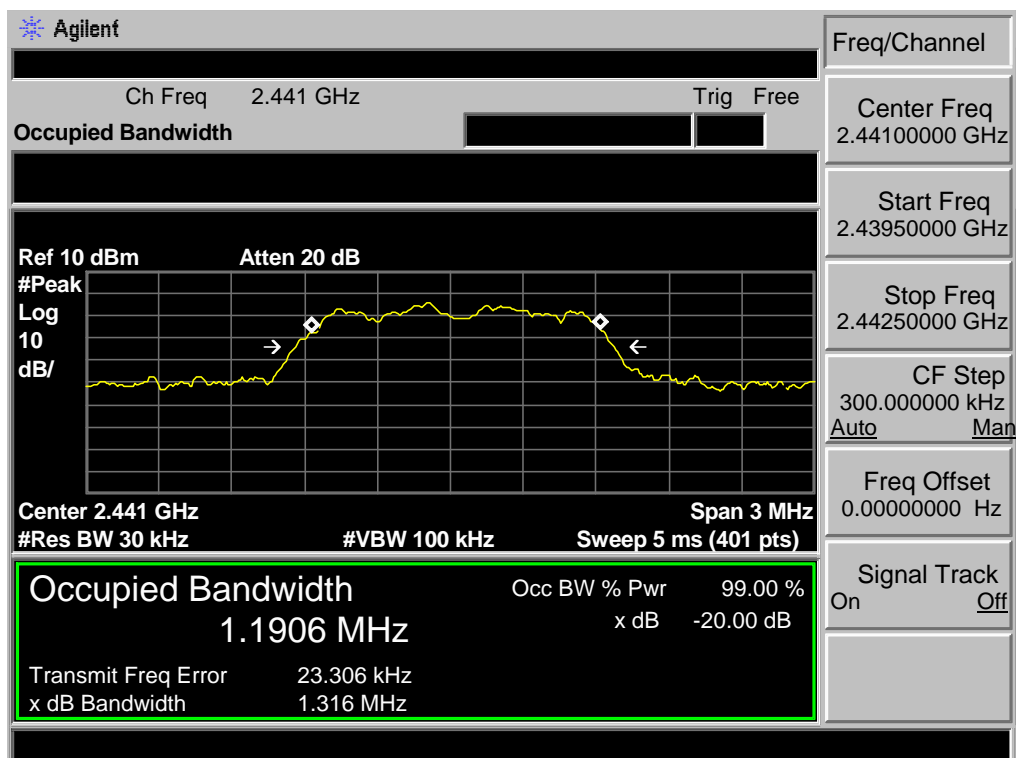 Agilent
Freq/Channel
Ch Freq 2.441 GHz Trig Free
Occupied Bandwidth
Center Freq
2.44100000 GHz
Start Freq
2.43950000 GHz
Stop Freq
2.44250000 GHz
CF Step
300.000000 kHz
Auto Man
Freq Offset
0.00000000 Hz
Signal Track
On Off
Ref 10 dBm Atten 20 dB
#Peak
Log
10
dB/
Center 2.441 GHz Span 3 MHz
#Res BW 30 kHz #VBW 100 kHz Sweep 5 ms (401 pts)
Occupied Bandwidth
1.1906 MHz
Occ BW % Pwr 99.00 %
x dB -20.00 dB
Transmit Freq Error 23.306 kHz
x dB Bandwidth 1.316 MHz